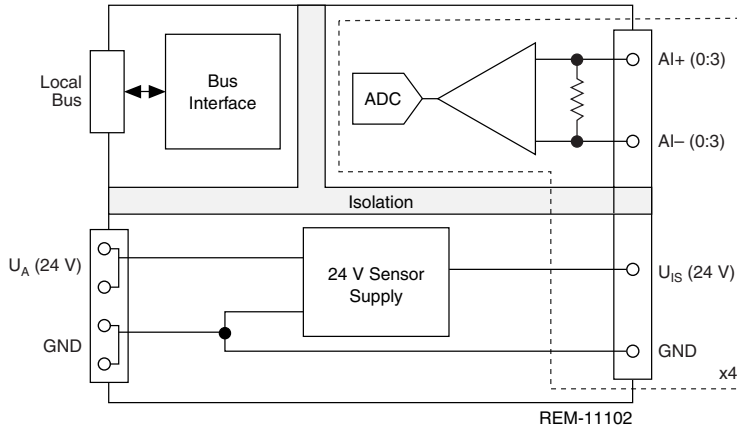 Local
Bus
Bus
Interface
ADC
AI+ (0:3)
AI– (0:3)
Isolation
UA (24 V)
24 V Sensor
Supply
UIS (24 V)
GND
GND
x4
REM-11102